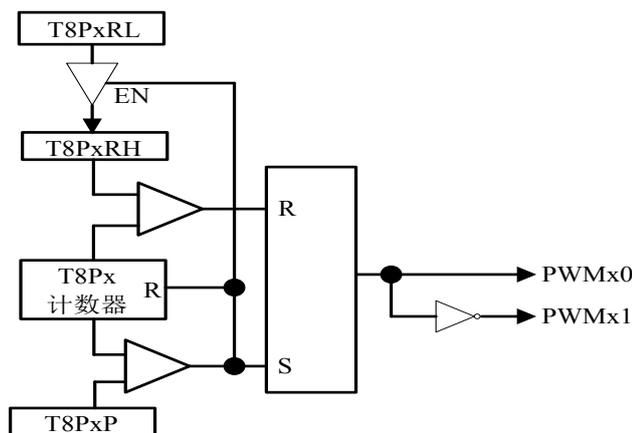 T8PxRL
EN
T8PxRH
R
T8Px
计数器
R
PWMx0
PWMx1
S
T8PxP